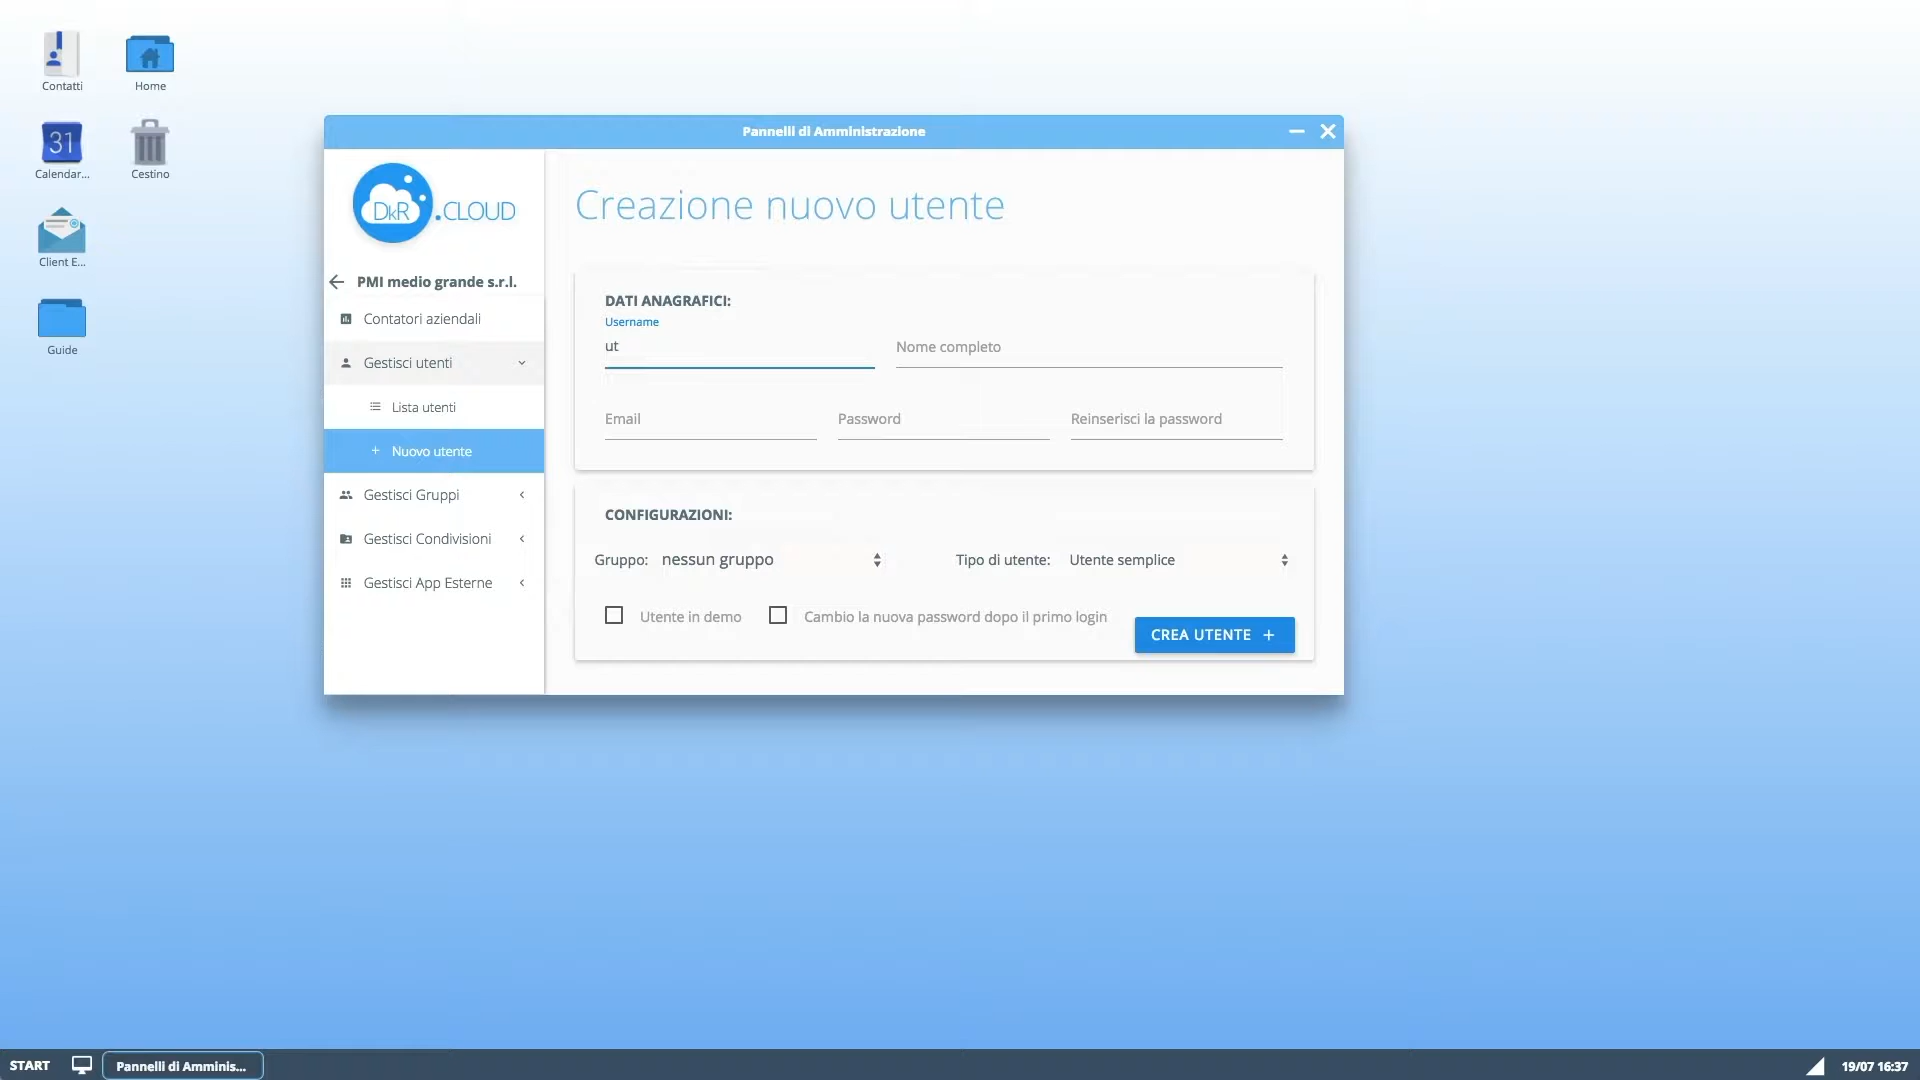 Contatti
Home
31
Calendar...
Cestino
Client E...
Guide
Pannelli di Amministrazione
DkR.CLOUD
PMI medio grande s.r.l.
Contatori aziendali
Gestisci utenti
Lista utenti
+ Nuovo utente
Gestisci Gruppi
Gestisci Condivisioni
Gestisci App Esterne
Creazione nuovo utente
DATI ANAGRAFICI:
Username
ut
Nome completo
Email
Password
Reinserisci la password
CONFIGURAZIONI:
Gruppo: nessun gruppo
Tipo di utente: Utente semplice
Utente in demo
Cambio la nuova password dopo il primo login
CREA UTENTE +
START
Pannelli di Amminis...
19/07 16:37